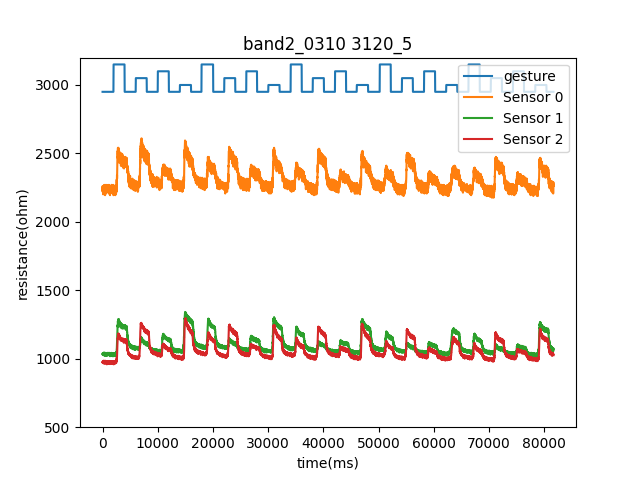 band2_0310 3120_5
gesture
Sensor 0
Sensor 1
Sensor 2
resistance(ohm)
3000
2500
2000
1500
1000
500
0
10000
20000
30000
40000
50000
60000
70000
80000
time(ms)